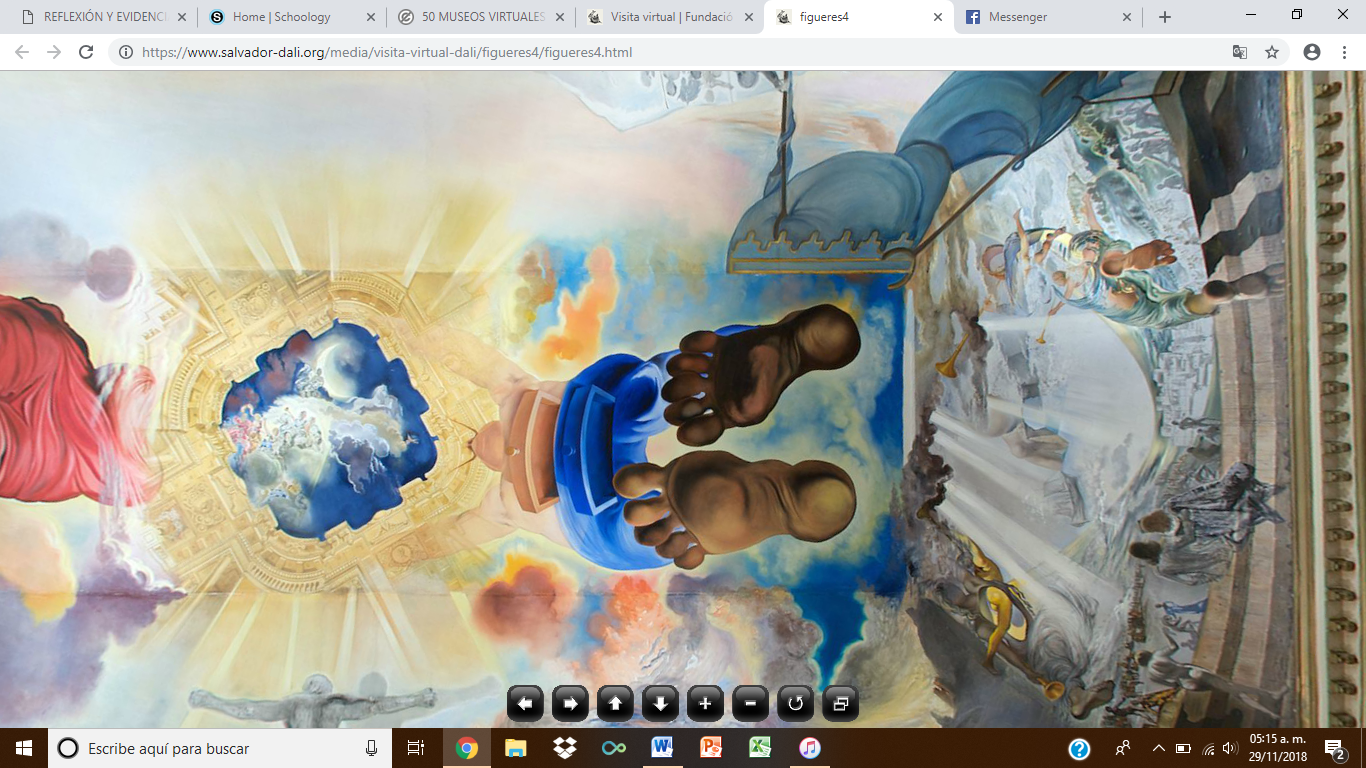 REFLEXIÓN Y EVIDENCI
Home | Schoology
50 MUSEOS VIRTUALES
Visita virtual | Fundació
figueres4
Messenger
https://www.salvador-dali.org/media/visita-virtual-dali/figueres4/figueres4.html
Escribe aquí para buscar
05:15 a. m.
29/11/2018
2